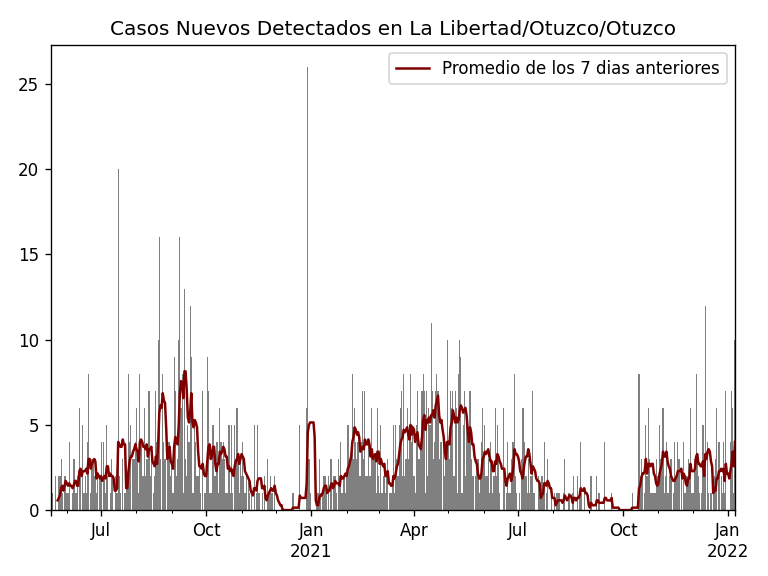 Casos Nuevos Detectados en La Libertad/Otuzco/Otuzco
Promedio de los 7 dias anteriores
25
20
15
10
5
0
Jul
Oct
Jan
2021
Apr
Jul
Oct
Jan
2022